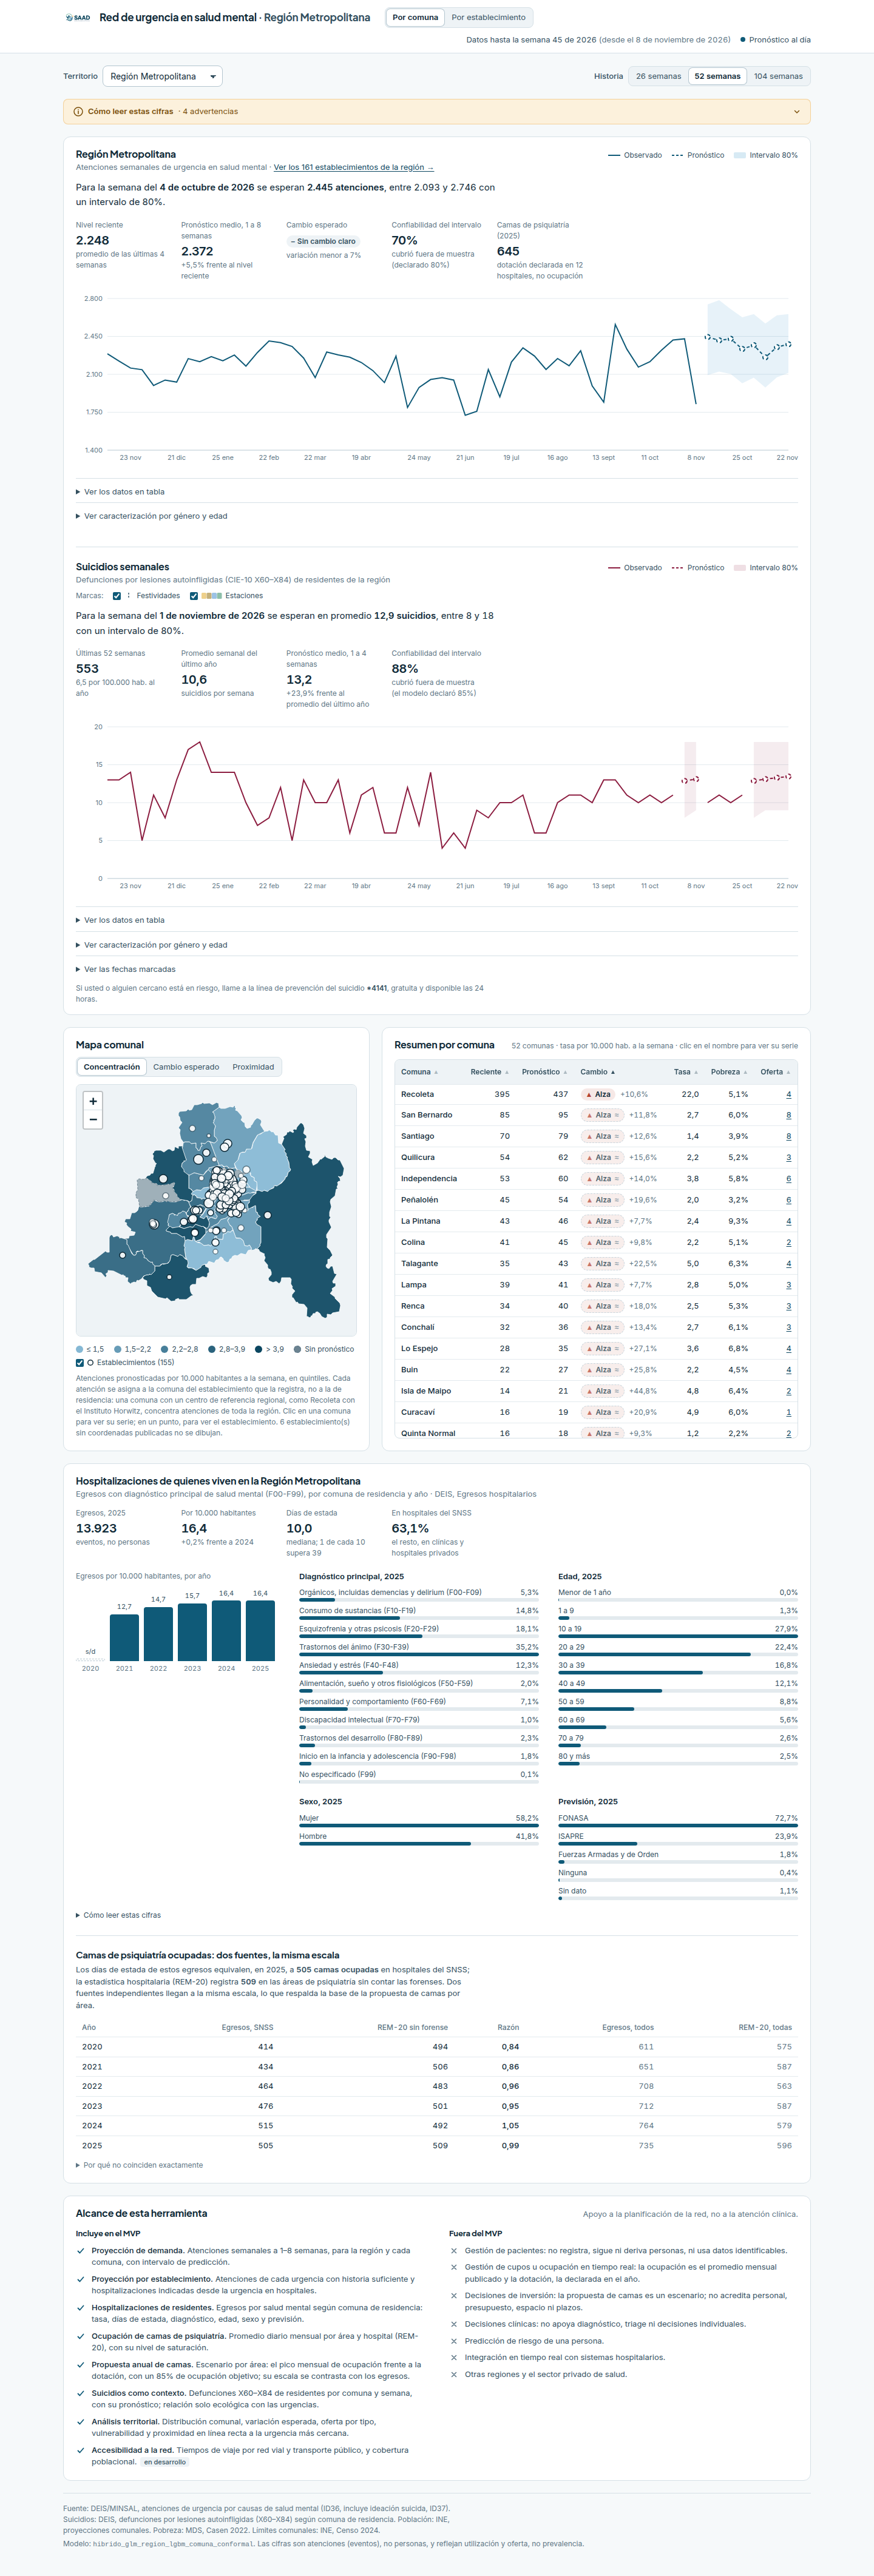 SAAD
Red de urgencia en salud mental · Región Metropolitana
Por comuna
Por establecimiento
Datos hasta la semana 45 de 2026 (desde el 8 de noviembre de 2026)
Pronóstico al día
Territorio
Región Metropolitana
Historia
26 semanas
52 semanas
104 semanas
Cómo leer estas cifras · 4 advertencias
Región Metropolitana
Atenciones semanales de urgencia en salud mental · Ver los 161 establecimientos de la región →
Observado
Pronóstico
Intervalo 80%
Para la semana del 4 de octubre de 2026 se esperan 2.445 atenciones, entre 2.093 y 2.746 con
un intervalo de 80%.
Nivel reciente
2.248
promedio de las últimas 4
semanas
Pronóstico medio, 1 a 8
semanas
2.372
+5,5% frente al nivel
reciente
Cambio esperado
– Sin cambio claro
variación menor a 7%
Confiabilidad del intervalo
70%
cubrió fuera de muestra
(declarado 80%)
Camas de psiquiatría
(2025)
645
dotación declarada en 12
hospitales, no ocupación
2.800
2.450
2.100
1.750
1.400
23 nov
21 dic
25 ene
22 feb
22 mar
19 abr
24 may
21 jun
19 jul
16 ago
13 sept
11 oct
8 nov
25 oct
22 nov
▶ Ver los datos en tabla
▶ Ver caracterización por género y edad
Suicidios semanales
Defunciones por lesiones autoinfligidas (CIE-10 X60–X84) de residentes de la región
Observado
Pronóstico
Intervalo 80%
Marcas:
Festividades
Estaciones
Para la semana del 1 de noviembre de 2026 se esperan en promedio 12,9 suicidios, entre 8 y 18
con un intervalo de 80%.
Últimas 52 semanas
553
6,5 por 100.000 hab. al
año
Promedio semanal del
último año
10,6
suicidios por semana
Pronóstico medio, 1 a 4
semanas
13,2
+23,9% frente al
promedio del último año
Confiabilidad del intervalo
88%
cubrió fuera de muestra
(el modelo declaró 85%)
20
15
10
5
0
23 nov
21 dic
25 ene
22 feb
22 mar
19 abr
24 may
21 jun
19 jul
16 ago
13 sept
11 oct
8 nov
25 oct
22 nov
▶ Ver los datos en tabla
▶ Ver caracterización por género y edad
▶ Ver las fechas marcadas
Si usted o alguien cercano está en riesgo, llame a la línea de prevención del suicidio *4141, gratuita y disponible las 24
horas.
Mapa comunal
Concentración
Cambio esperado
Proximidad
+
−
≤ 1,5
1,5–2,2
2,2–2,8
2,8–3,9
> 3,9
Sin pronóstico
Establecimientos (155)
Atenciones pronosticadas por 10.000 habitantes a la semana, en quintiles. Cada
atención se asigna a la comuna del establecimiento que la registra, no a la de
residencia: una comuna con un centro de referencia regional, como Recoleta con
el Instituto Horwitz, concentra atenciones de toda la región. Clic en una comuna
para ver su serie; en un punto, para ver el establecimiento. 6 establecimiento(s)
sin coordenadas publicadas no se dibujan.
Resumen por comuna
52 comunas · tasa por 10.000 hab. a la semana · clic en el nombre para ver su serie
Comuna ▲ Reciente ▲ Pronóstico ▲ Cambio ▲ Tasa ▲ Pobreza ▲ Oferta ▲
Recoleta 395 437 ▲ Alza +10,6% 22,0 5,1% 4
San Bernardo 85 95 ▲ Alza ≈ +11,8% 2,7 6,0% 8
Santiago 70 79 ▲ Alza ≈ +12,6% 1,4 3,9% 8
Quilicura 54 62 ▲ Alza ≈ +15,6% 2,2 5,2% 3
Independencia 53 60 ▲ Alza ≈ +14,0% 3,8 5,8% 6
Peñalolén 45 54 ▲ Alza ≈ +19,6% 2,0 3,2% 6
La Pintana 43 46 ▲ Alza ≈ +7,7% 2,4 9,3% 4
Colina 41 45 ▲ Alza ≈ +9,8% 2,2 5,1% 2
Talagante 35 43 ▲ Alza ≈ +22,5% 5,0 6,3% 4
Lampa 39 41 ▲ Alza ≈ +7,7% 2,8 5,0% 3
Renca 34 40 ▲ Alza ≈ +18,0% 2,5 5,3% 3
Conchalí 32 36 ▲ Alza ≈ +13,4% 2,7 6,1% 3
Lo Espejo 28 35 ▲ Alza ≈ +27,1% 3,6 6,8% 4
Buin 22 27 ▲ Alza ≈ +25,8% 2,2 4,5% 4
Isla de Maipo 14 21 ▲ Alza ≈ +44,8% 4,8 6,4% 2
Curacaví 16 19 ▲ Alza ≈ +20,9% 4,9 6,0% 1
Quinta Normal 16 18 ▲ Alza ≈ +9,3% 1,2 2,2% 2
Hospitalizaciones de quienes viven en la Región Metropolitana
Egresos con diagnóstico principal de salud mental (F00-F99), por comuna de residencia y año · DEIS, Egresos hospitalarios
Egresos, 2025
13.923
eventos, no personas
Por 10.000 habitantes
16,4
+0,2% frente a 2024
Días de estada
10,0
mediana; 1 de cada 10
supera 39
En hospitales del SNSS
63,1%
el resto, en clínicas y
hospitales privados
Egresos por 10.000 habitantes, por año
s/d
12,7
14,7
15,7
16,4
16,4
2020
2021
2022
2023
2024
2025
Diagnóstico principal, 2025
Orgánicos, incluidas demencias y delirium (F00-F09) 5,3%
Consumo de sustancias (F10-F19) 14,8%
Esquizofrenia y otras psicosis (F20-F29) 18,1%
Trastornos del ánimo (F30-F39) 35,2%
Ansiedad y estrés (F40-F48) 12,3%
Alimentación, sueño y otros fisiológicos (F50-F59) 2,0%
Personalidad y comportamiento (F60-F69) 7,1%
Discapacidad intelectual (F70-F79) 1,0%
Trastornos del desarrollo (F80-F89) 2,3%
Inicio en la infancia y adolescencia (F90-F98) 1,8%
No especificado (F99) 0,1%
Edad, 2025
Menor de 1 año 0,0%
1 a 9 1,3%
10 a 19 27,9%
20 a 29 22,4%
30 a 39 16,8%
40 a 49 12,1%
50 a 59 8,8%
60 a 69 5,6%
70 a 79 2,6%
80 y más 2,5%
Sexo, 2025
Mujer 58,2%
Hombre 41,8%
Previsión, 2025
FONASA 72,7%
ISAPRE 23,9%
Fuerzas Armadas y de Orden 1,8%
Ninguna 0,4%
Sin dato 1,1%
▶ Cómo leer estas cifras
Camas de psiquiatría ocupadas: dos fuentes, la misma escala
Los días de estada de estos egresos equivalen, en 2025, a 505 camas ocupadas en hospitales del SNSS;
la estadística hospitalaria (REM-20) registra 509 en las áreas de psiquiatría sin contar las forenses. Dos
fuentes independientes llegan a la misma escala, lo que respalda la base de la propuesta de camas por
área.
Año Egresos, SNSS REM-20 sin forense Razón Egresos, todos REM-20, todas
2020 414 494 0,84 611 575
2021 434 506 0,86 651 587
2022 464 483 0,96 708 563
2023 476 501 0,95 712 587
2024 515 492 1,05 764 579
2025 505 509 0,99 735 596
▶ Por qué no coinciden exactamente
Alcance de esta herramienta
Apoyo a la planificación de la red, no a la atención clínica.
Incluye en el MVP
Proyección de demanda. Atenciones semanales a 1–8 semanas, para la región y cada
comuna, con intervalo de predicción.
Proyección por establecimiento. Atenciones de cada urgencia con historia suficiente y
hospitalizaciones indicadas desde la urgencia en hospitales.
Hospitalizaciones de residentes. Egresos por salud mental según comuna de residencia:
tasa, días de estada, diagnóstico, edad, sexo y previsión.
Ocupación de camas de psiquiatría. Promedio diario mensual por área y hospital (REM-
20), con su nivel de saturación.
Propuesta anual de camas. Escenario por área: el pico mensual de ocupación frente a la
dotación, con un 85% de ocupación objetivo; su escala se contrasta con los egresos.
Suicidios como contexto. Defunciones X60–X84 de residentes por comuna y semana,
con su pronóstico; relación solo ecológica con las urgencias.
Análisis territorial. Distribución comunal, variación esperada, oferta por tipo,
vulnerabilidad y proximidad en línea recta a la urgencia más cercana.
Accesibilidad a la red. Tiempos de viaje por red vial y transporte público, y cobertura
poblacional. en desarrollo
Fuera del MVP
Gestión de pacientes: no registra, sigue ni deriva personas, ni usa datos identificables.
Gestión de cupos u ocupación en tiempo real: la ocupación es el promedio mensual
publicado y la dotación, la declarada en el año.
Decisiones de inversión: la propuesta de camas es un escenario; no acredita personal,
presupuesto, espacio ni plazos.
Decisiones clínicas: no apoya diagnóstico, triage ni decisiones individuales.
Predicción de riesgo de una persona.
Integración en tiempo real con sistemas hospitalarios.
Otras regiones y el sector privado de salud.
Fuente: DEIS/MINSAL, atenciones de urgencia por causas de salud mental (ID36, incluye ideación suicida, ID37).
Suicidios: DEIS, defunciones por lesiones autoinfligidas (X60–X84) según comuna de residencia. Población: INE,
proyecciones comunales. Pobreza: MDS, Casen 2022. Límites comunales: INE, Censo 2024.
Modelo: hibrido_glm_region_lgbm_comuna_conformal. Las cifras son atenciones (eventos), no personas, y reflejan utilización y oferta, no prevalencia.